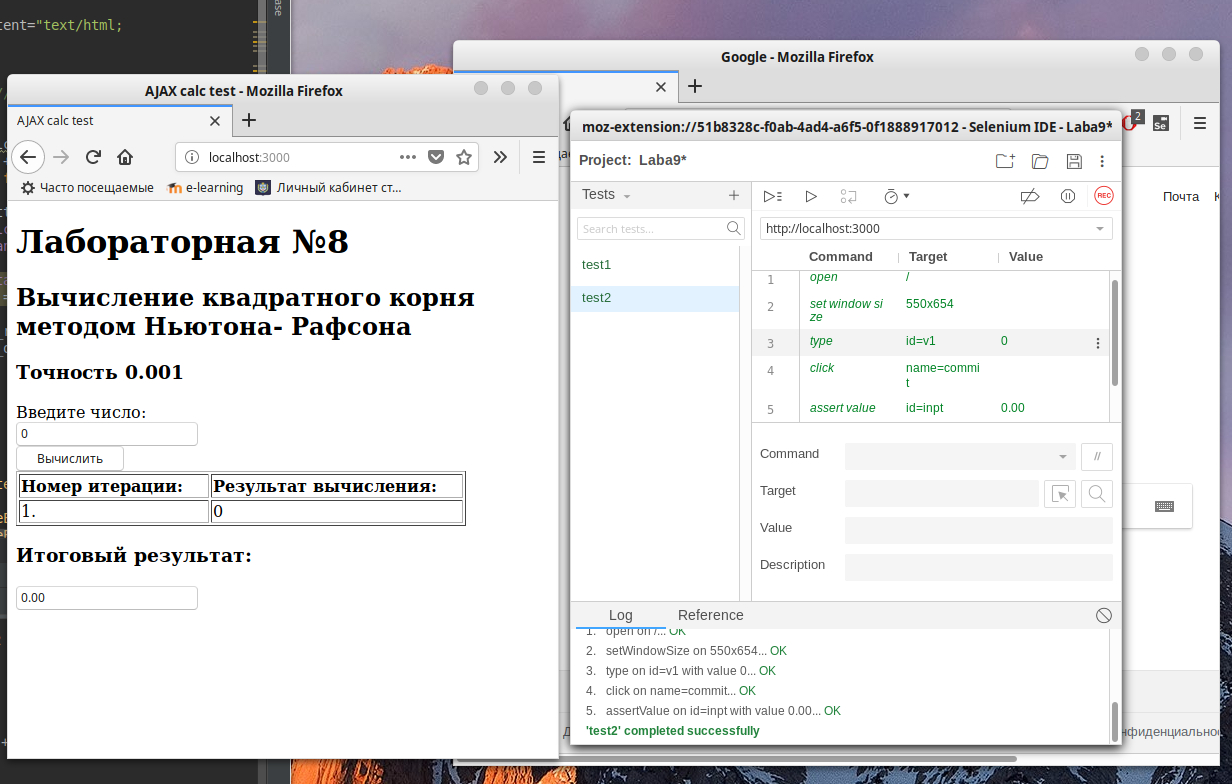 tent="text/html;
ase
Google - Mozilla Firefox
AJAX calc test - Mozilla Firefox
AJAX calc test
localhost:3000
Часто посещаемые
e-learning
Личный кабинет ст...
Лабораторная №8
Вычисление квадратного корня
методом Ньютона- Рафсона
Точность 0.001
Введите число:
0
Вычислить
Номер итерации: Результат вычисления:
1. 0
Итоговый результат:
0.00
2
Se
Почта
moz-extension://51b8328c-f0ab-4ad4-a6f5-0f1888917012 - Selenium IDE - Laba9*
Project: Laba9*
Tests
REC
Search tests...
http://localhost:3000
test1
test2
Command Target Value
1 open /
2 set window si
ze 550x654
3 type id=v1 0
4 click name=commi
t
5 assert value id=inpt 0.00
Command
//
Target
Value
Description
Log Reference
1. open on /... OK
2. setWindowSize on 550x654... OK
3. type on id=v1 with value 0... OK
4. click on name=commit... OK
5. assertValue on id=inpt with value 0.00... OK
'test2' completed successfully